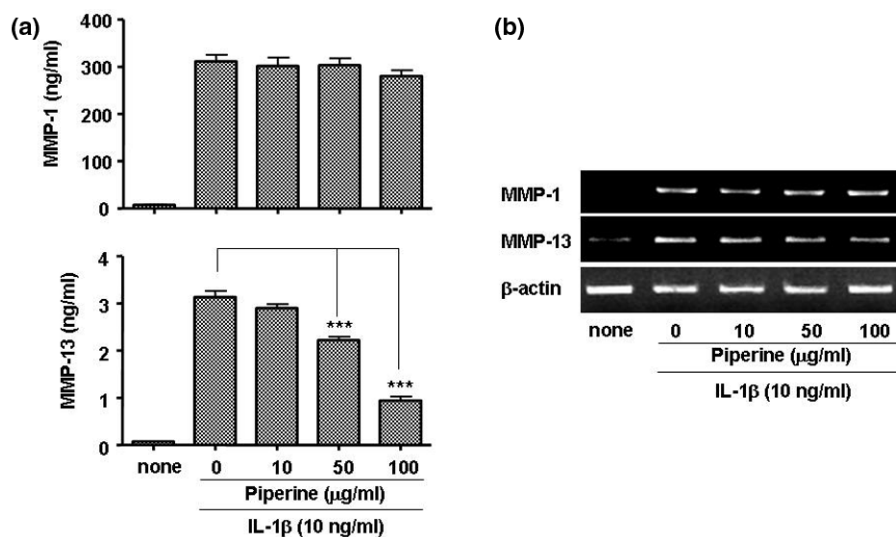 (a)
MMP-1 (ng/ml)
400
300
200
100
0
MMP-13 (ng/ml)
4
3
2
1
0
***
***
none 0 10 50 100
Piperine (μg/ml)
IL-1β (10 ng/ml)
(b)
MMP-1
MMP-13
β-actin
none 0 10 50 100
Piperine (μg/ml)
IL-1β (10 ng/ml)